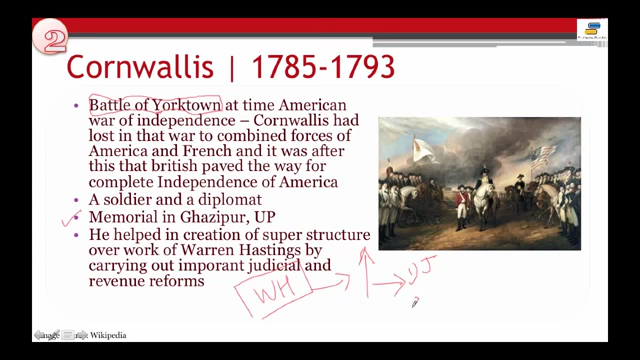 2
Cornwallis | 1785-1793
• Battle of Yorktown at time American
war of independence – Cornwallis had
lost in that war to combined forces of
America and French and it was after
this that british paved the way for
complete Independence of America
• A soldier and a diplomat
• Memorial in Ghazipur, UP
• He helped in creation of super structure
over work of Warren Hastings by
carrying out imporant judicial and
revenue reforms
WH
Wikipedia